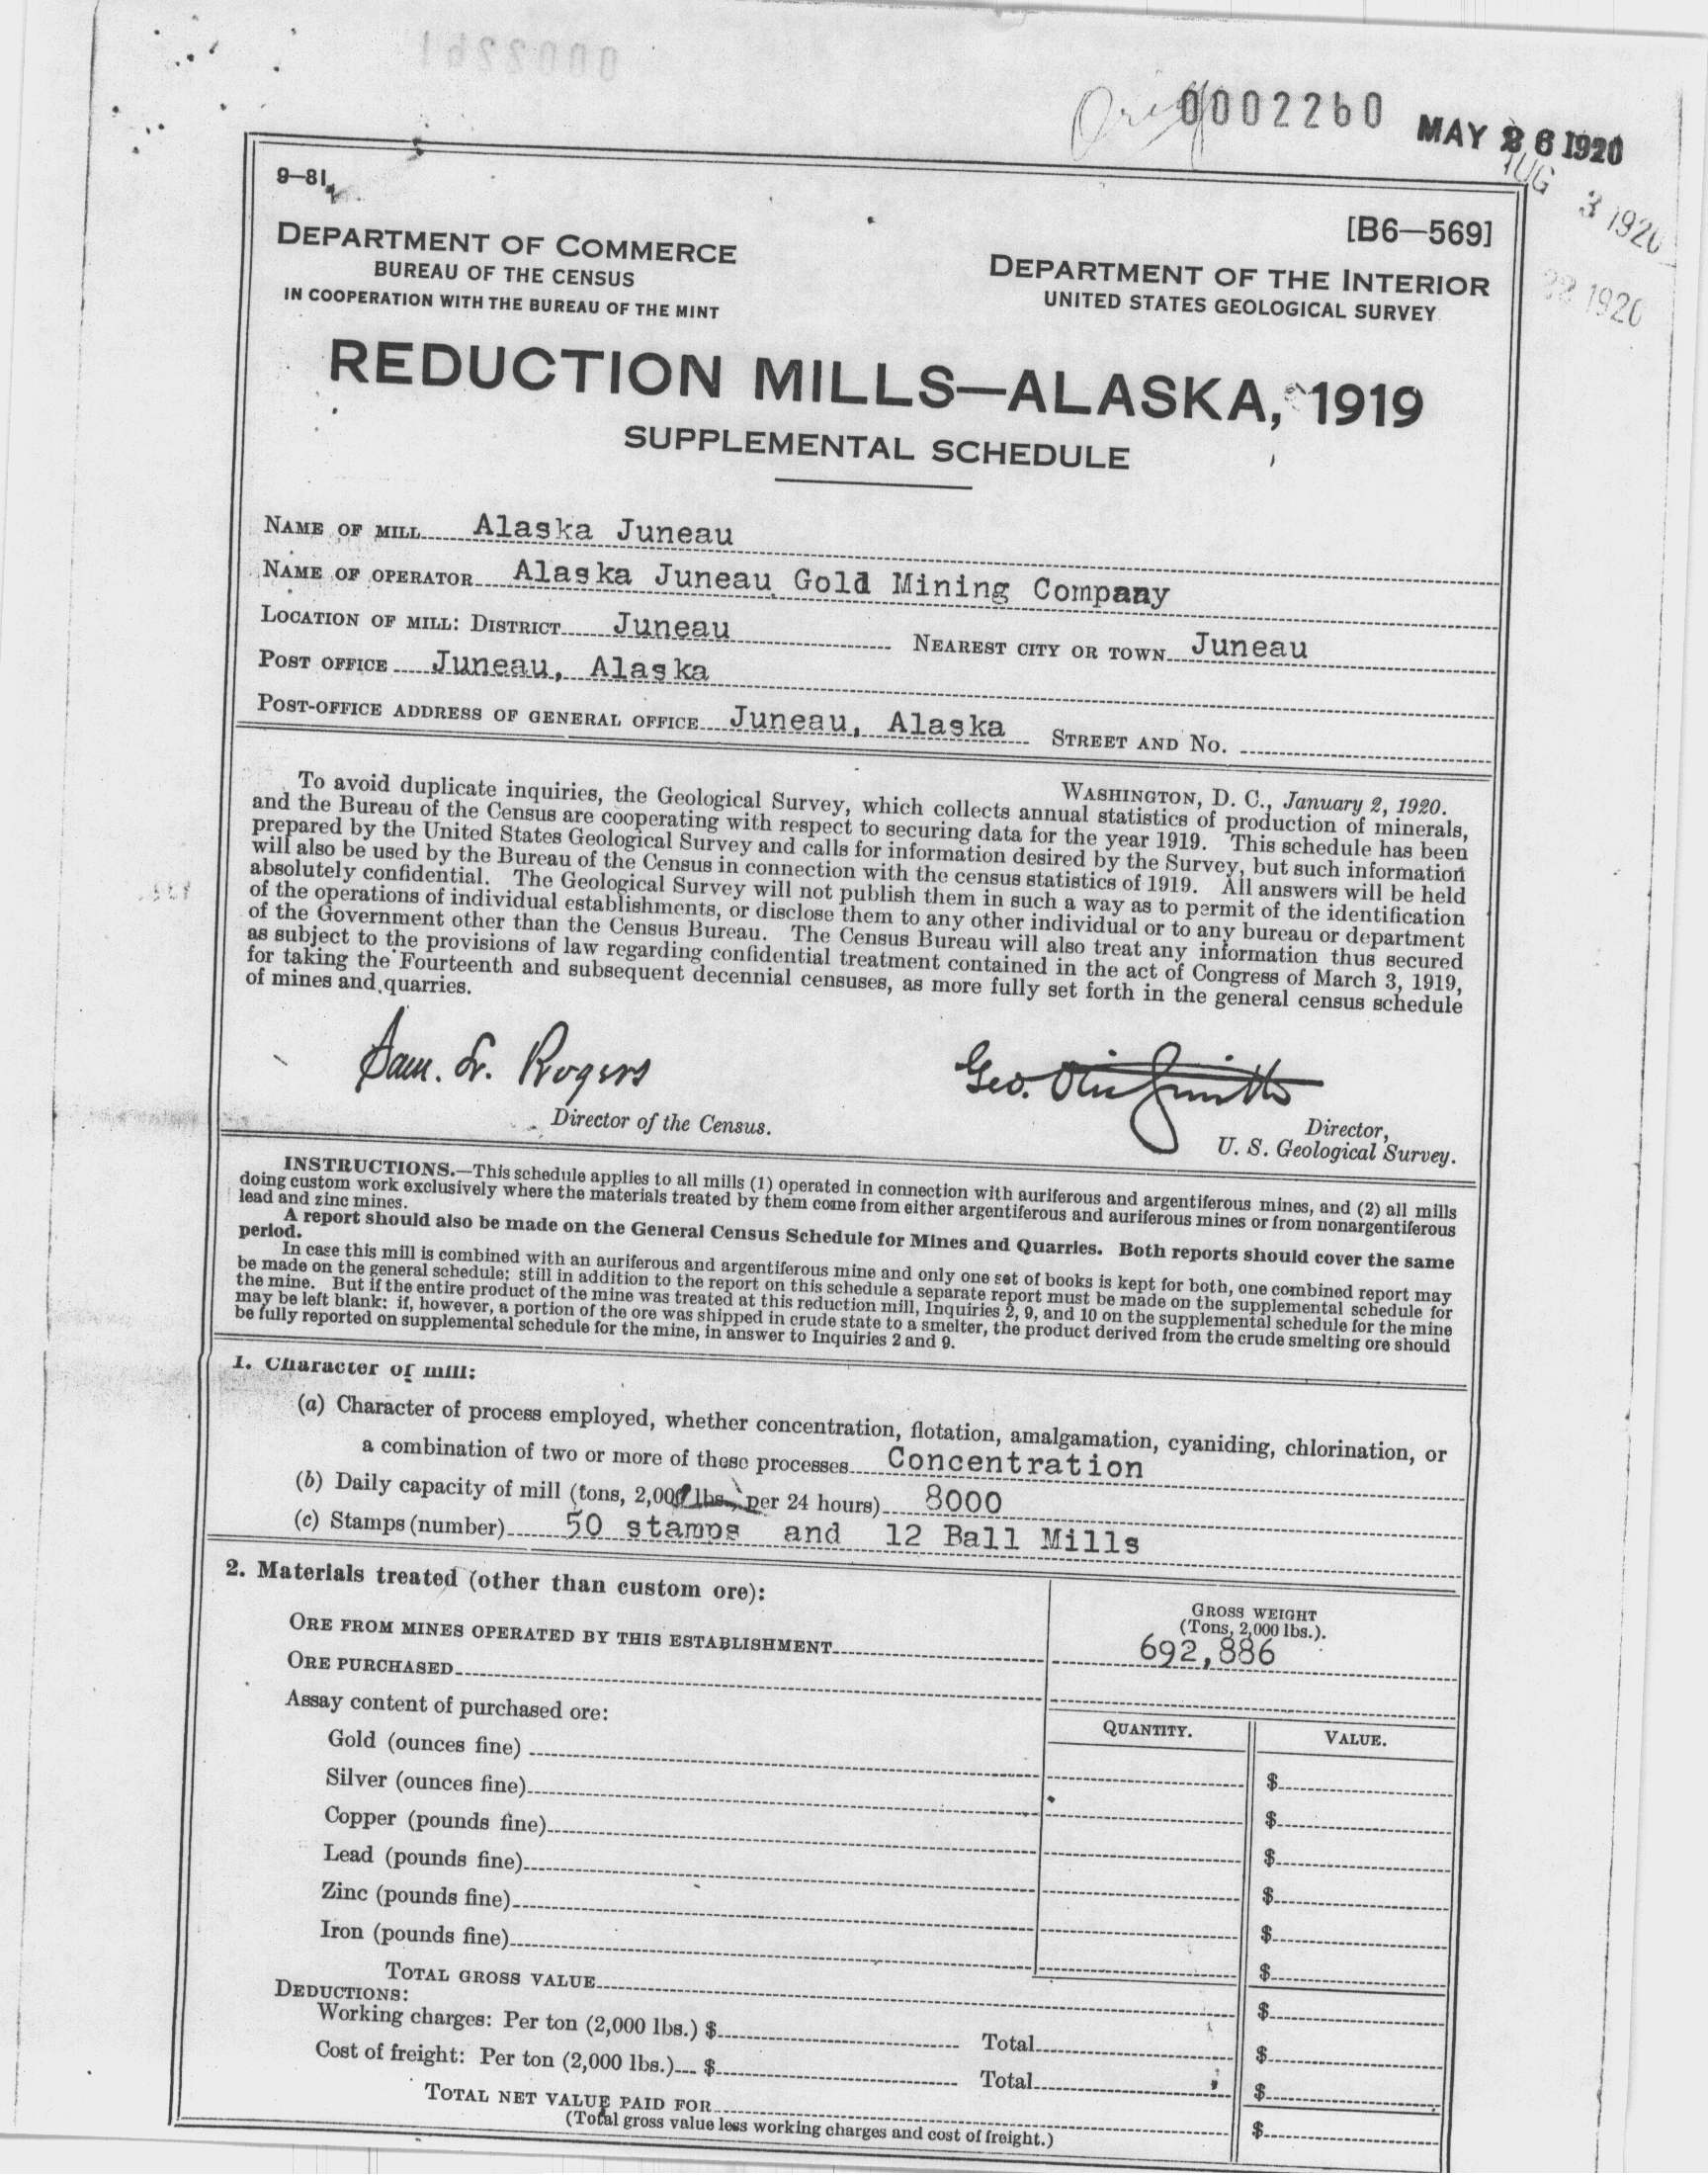 Orig 0002260 MAY 26 1920
AUG 3 1920
1920
9—81
[B6—569]
DEPARTMENT OF COMMERCE
BUREAU OF THE CENSUS
IN COOPERATION WITH THE BUREAU OF THE MINT
DEPARTMENT OF THE INTERIOR
UNITED STATES GEOLOGICAL SURVEY
REDUCTION MILLS—ALASKA, 1919
SUPPLEMENTAL SCHEDULE
NAME OF MILL Alaska Juneau
NAME OF OPERATOR Alaska Juneau Gold Mining Company
LOCATION OF MILL: DISTRICT Juneau NEAREST CITY OR TOWN Juneau
POST OFFICE Juneau, Alaska
POST-OFFICE ADDRESS OF GENERAL OFFICE Juneau, Alaska STREET AND No.
WASHINGTON, D. C., January 2, 1920.
To avoid duplicate inquiries, the Geological Survey, which collects annual statistics of production of minerals,
and the Bureau of the Census are cooperating with respect to securing data for the year 1919. This schedule has been
prepared by the United States Geological Survey and calls for information desired by the Survey, but such information
will also be used by the Bureau of the Census in connection with the census statistics of 1919. All answers will be held
absolutely confidential. The Geological Survey will not publish them in such a way as to permit of the identification
of the operations of individual establishments, or disclose them to any other individual or to any bureau or department
of the Government other than the Census Bureau. The Census Bureau will also treat any information thus secured
as subject to the provisions of law regarding confidential treatment contained in the act of Congress of March 3, 1919,
for taking the Fourteenth and subsequent decennial censuses, as more fully set forth in the general census schedule
of mines and quarries.
Sam. L. Rogers
Director of the Census.
Geo. Otis Smith
Director,
U. S. Geological Survey.
INSTRUCTIONS.—This schedule applies to all mills (1) operated in connection with auriferous and argentiferous mines, and (2) all mills
doing custom work exclusively where the materials treated by them come from either argentiferous and auriferous mines or from nonargentiferous
lead and zinc mines.
A report should also be made on the General Census Schedule for Mines and Quarries. Both reports should cover the same
period.
In case this mill is combined with an auriferous and argentiferous mine and only one set of books is kept for both, one combined report may
be made on the general schedule; still in addition to the report on this schedule a separate report must be made on the supplemental schedule for
the mine. But if the entire product of the mine was treated at this reduction mill, Inquiries 2, 9, and 10 on the supplemental schedule for the mine
may be left blank: if, however, a portion of the ore was shipped in crude state to a smelter, the product derived from the crude smelting ore should
be fully reported on supplemental schedule for the mine, in answer to Inquiries 2 and 9.
1. Character of mill:
(a) Character of process employed, whether concentration, flotation, amalgamation, cyaniding, chlorination, or
a combination of two or more of these processes Concentration
(b) Daily capacity of mill (tons, 2,000 lbs., per 24 hours) 8000
(c) Stamps (number) 50 stamps and 12 Ball Mills
2. Materials treated (other than custom ore):
GROSS WEIGHT
(Tons, 2,000 lbs.).
ORE FROM MINES OPERATED BY THIS ESTABLISHMENT 692,886
ORE PURCHASED
Assay content of purchased ore:
QUANTITY. VALUE.
Gold (ounces fine) $
Silver (ounces fine) $
Copper (pounds fine) $
Lead (pounds fine) $
Zinc (pounds fine) $
Iron (pounds fine) $
TOTAL GROSS VALUE $
DEDUCTIONS:
Working charges: Per ton (2,000 lbs.) $ Total $
Cost of freight: Per ton (2,000 lbs.) $ Total $
TOTAL NET VALUE PAID FOR $
(Total gross value less working charges and cost of freight.)